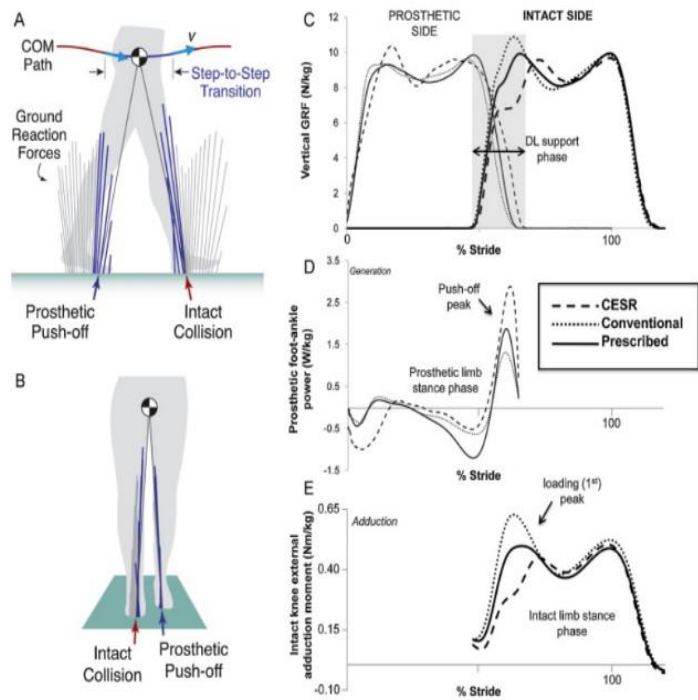 A
COM
Path
v
Step-to-Step
Transition
Ground
Reaction
Forces
Prosthetic
Push-off
Intact
Collision
B
Intact
Collision
Prosthetic
Push-off
C
PROSTHETIC
SIDE
INTACT SIDE
Vertical GRF (N/kg)
12
10
8
6
4
2
0
DL support
phase
0
100
% Stride
D
Generation
Prosthetic foot-ankle
power (W/kg)
3.5
2.5
1.5
0.5
-0.5
-1.5
Push-off
peak
Prosthetic limb
stance phase
100
% Stride
CESR
Conventional
Prescribed
E
Adduction
Intact knee external
adduction moment (Nm/kg)
0.65
0.40
0.15
-0.10
loading (1st)
peak
Intact limb stance
phase
% Stride
100